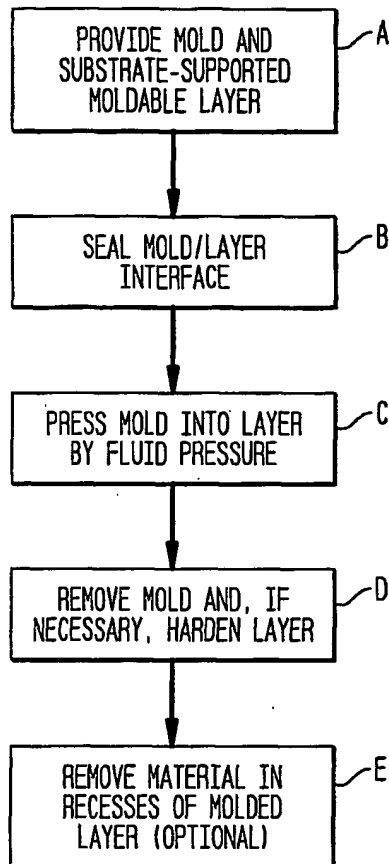 A
PROVIDE MOLD AND
SUBSTRATE-SUPPORTED
MOLDABLE LAYER
B
SEAL MOLD/LAYER
INTERFACE
C
PRESS MOLD INTO LAYER
BY FLUID PRESSURE
D
REMOVE MOLD AND, IF
NECESSARY, HARDEN LAYER
E
REMOVE MATERIAL IN
RECESSES OF MOLDED
LAYER (OPTIONAL)